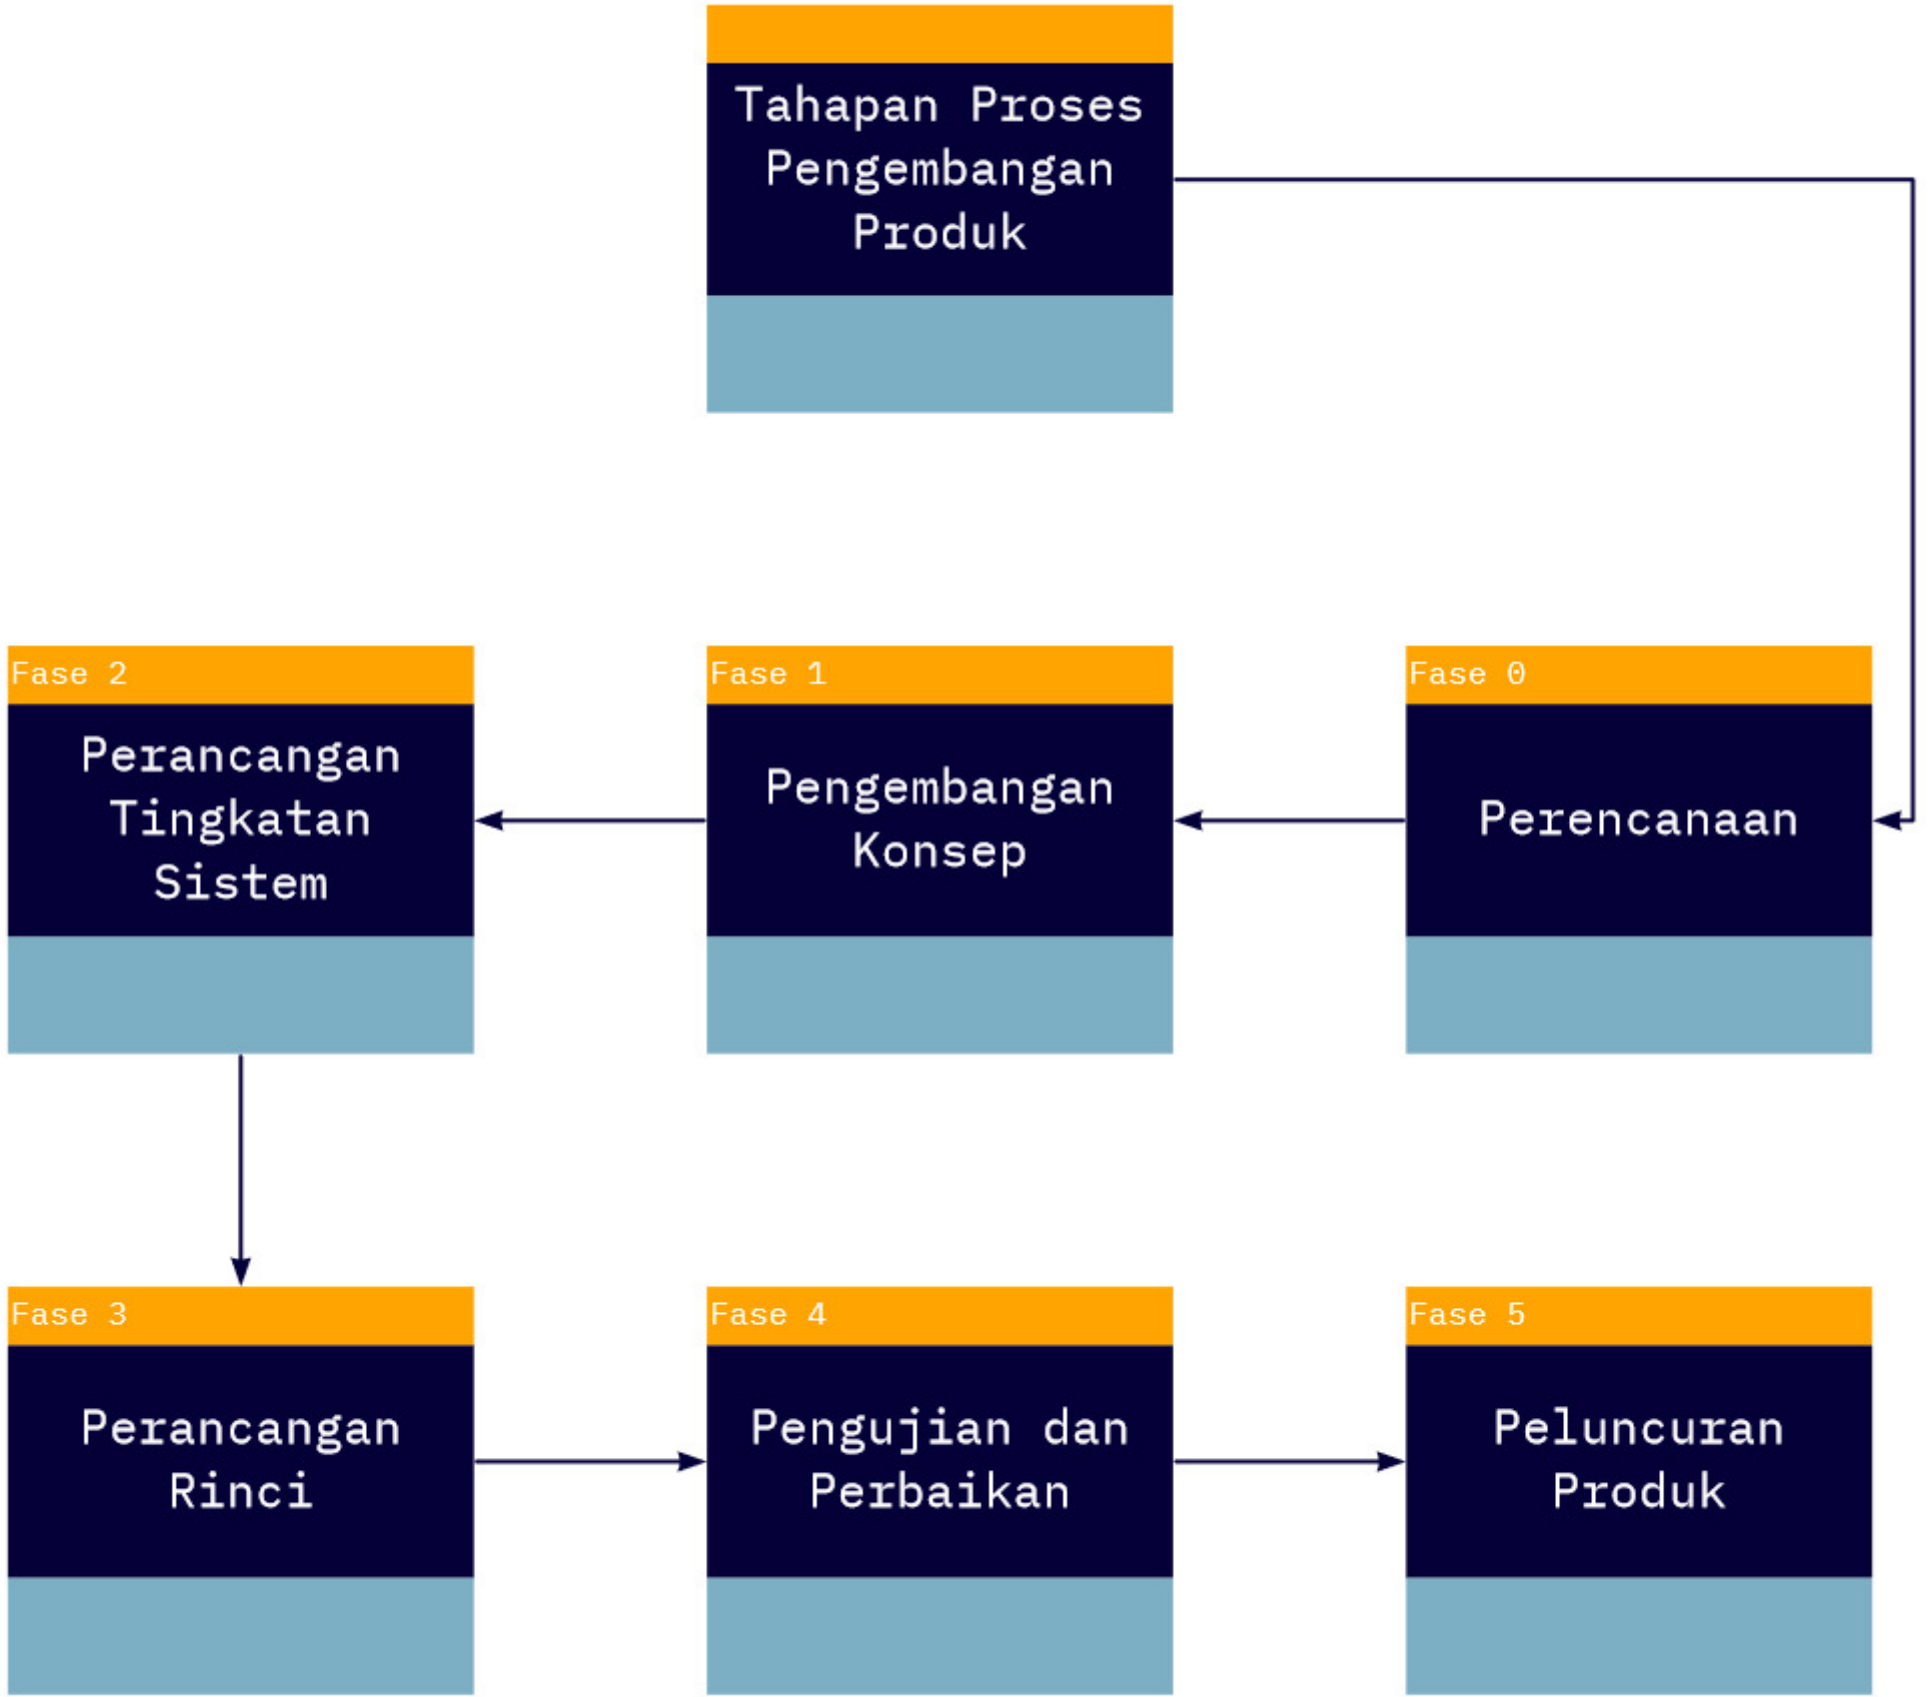 Tahapan Proses
Pengembangan
Produk
Fase 2
Perancangan
Tingkatan
Sistem
Fase 1
Pengembangan
Konsep
Fase 0
Perencanaan
Fase 3
Perancangan
Rinci
Fase 4
Pengujian dan
Perbaikan
Fase 5
Peluncuran
Produk